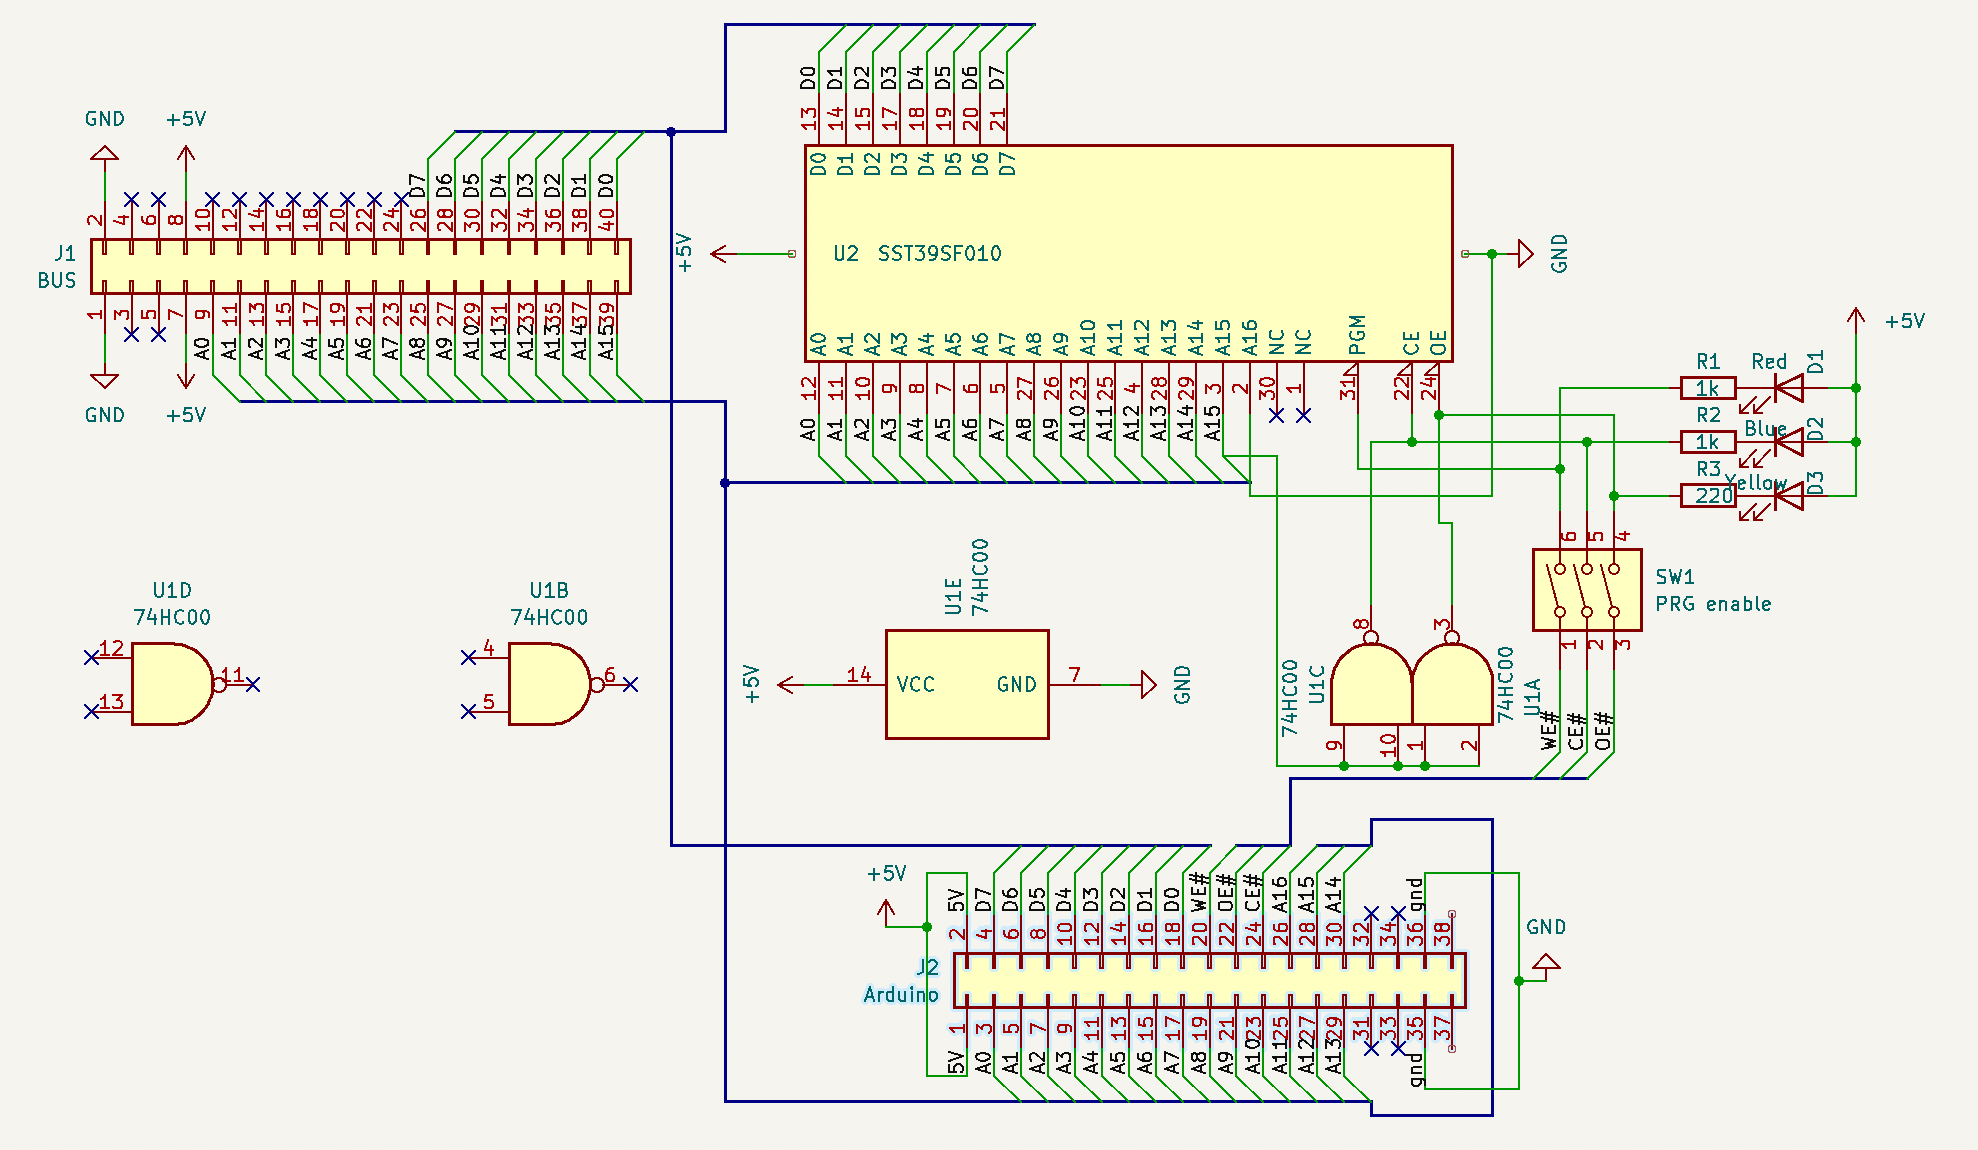 D0 D1 D2 D3 D4 D5 D6 D7
13 14 15 17 18 19 20 21
D0 D1 D2 D3 D4 D5 D6 D7
GND +5V
D7 D6 D5 D4 D3 D2 D1 D0
2 4 6 8 10 12 14 16 18 20 22 24 26 28 30 32 34 36 38 40
J1
BUS
1 3 5 7 9 11 13 15 17 19 21 23 25 27 29 31 33 35 37 39
A0 A1 A2 A3 A4 A5 A6 A7 A8 A9 A10 A11 A12 A13 A14 A15
GND +5V
+5V
U2 SST39SF010
GND
A0 A1 A2 A3 A4 A5 A6 A7 A8 A9 A10 A11 A12 A13 A14 A15 A16 NC NC PGM CE OE
12 11 10 9 8 7 6 5 27 26 23 25 4 28 29 3 2 30 1 31 22 24
A0 A1 A2 A3 A4 A5 A6 A7 A8 A9 A10 A11 A12 A13 A14 A15
+5V
R1 Red D1
1k
R2 Blue D2
1k
R3 Yellow D3
220
6 5 4
SW1
PRG enable
1 2 3
WE# CE# OE#
U1D
74HC00
12
13
11
U1B
74HC00
4
5
6
U1E
74HC00
+5V
14 VCC GND 7
GND
8 3
74HC00
U1C
74HC00
U1A
9 10 1 2
+5V
5V D7 D6 D5 D4 D3 D2 D1 D0 WE# OE# CE# A16 A15 A14 gnd
2 4 6 8 10 12 14 16 18 20 22 24 26 28 30 32 34 36 38
GND
J2
Arduino
1 3 5 7 9 11 13 15 17 19 21 23 25 27 29 31 33 35 37
5V A0 A1 A2 A3 A4 A5 A6 A7 A8 A9 A10 A11 A12 A13 gnd